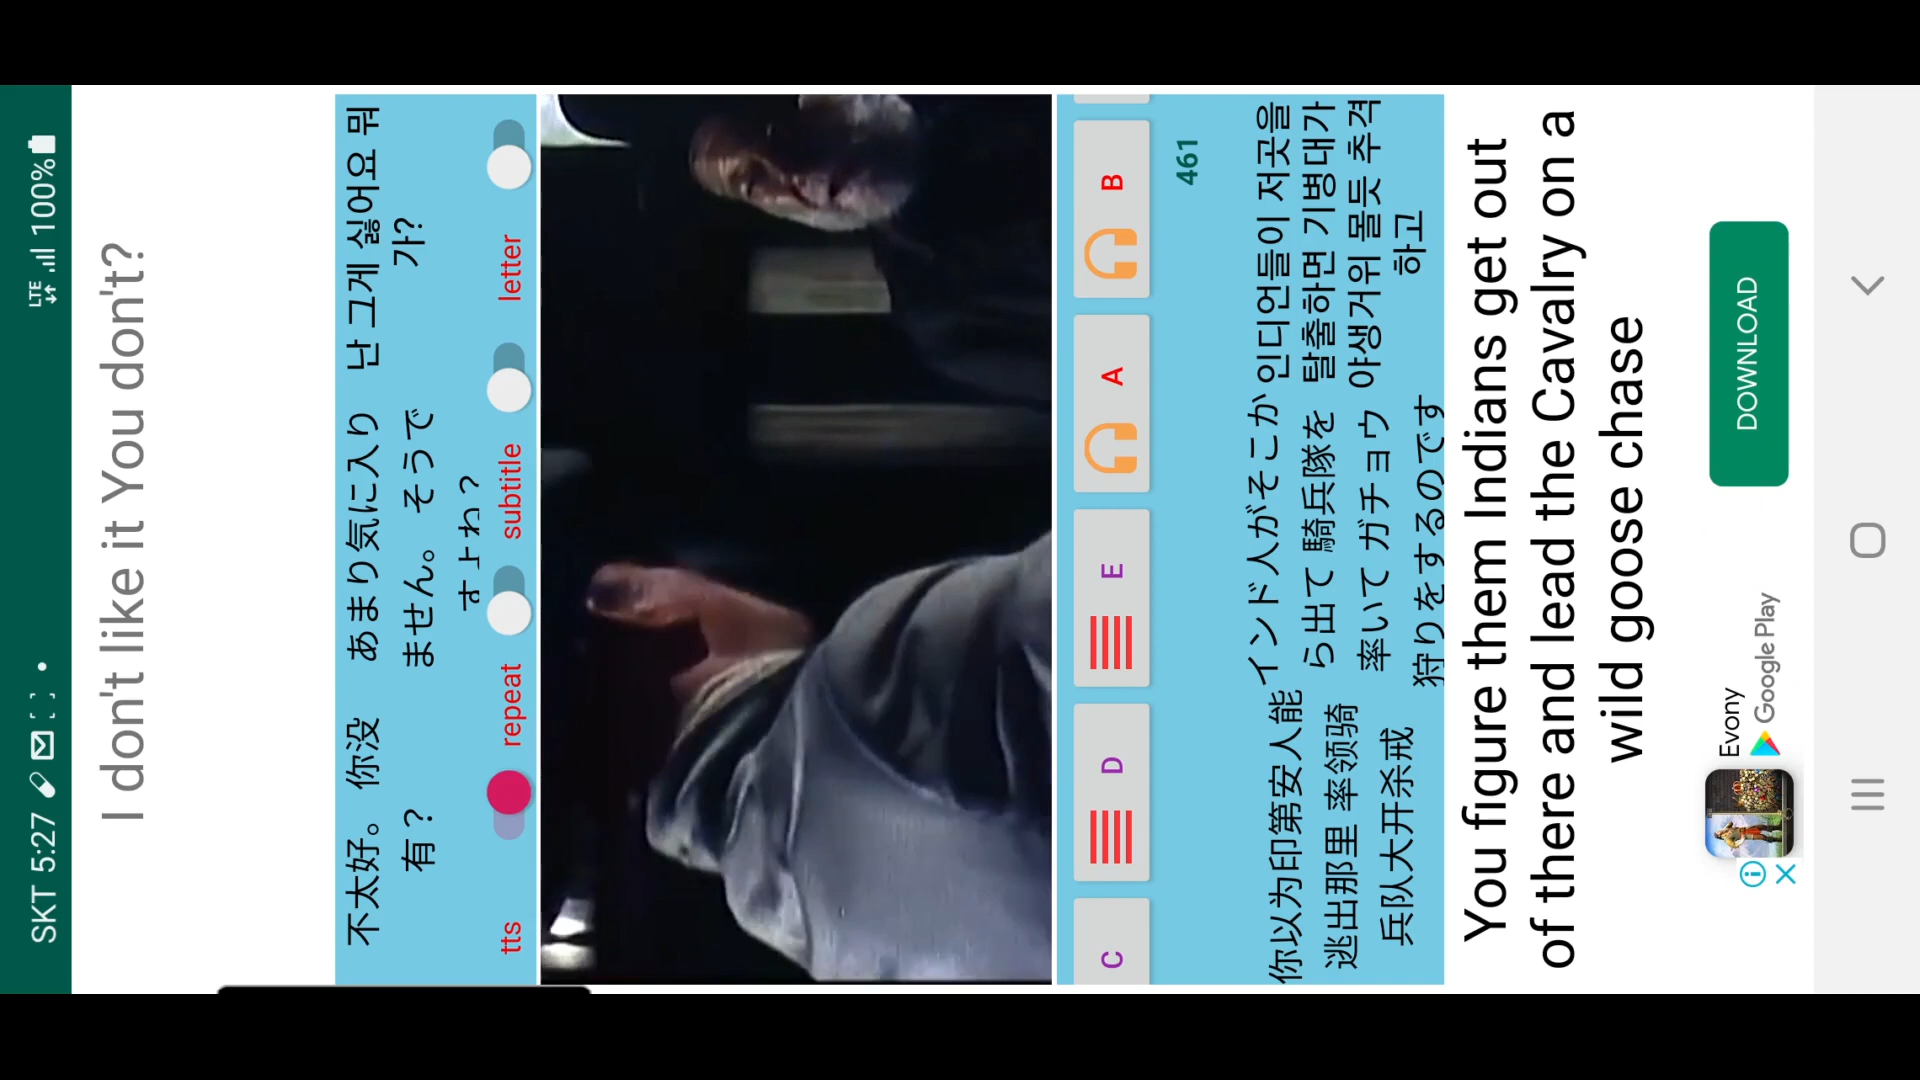 SKT 5:27
LTE
100%
I don't like it You don't?
不太好。 你没
有？
あまり気に入り
ません。そうで
すよね？
난 그게 싫어요 뭐
가?
tts
repeat
subtitle
letter
C
D
E
A
B
461
你以为印第安人能
逃出那里 率领骑
兵队大开杀戒
インド人がそこか
ら出て 騎兵隊を
率いて ガチョウ
狩りをするのです
인디언들이 저곳을
탈출하면 기병대가
야생거위 몰듯 추격
하고
You figure them Indians get out
of there and lead the Cavalry on a
wild goose chase
Evony
Google Play
DOWNLOAD